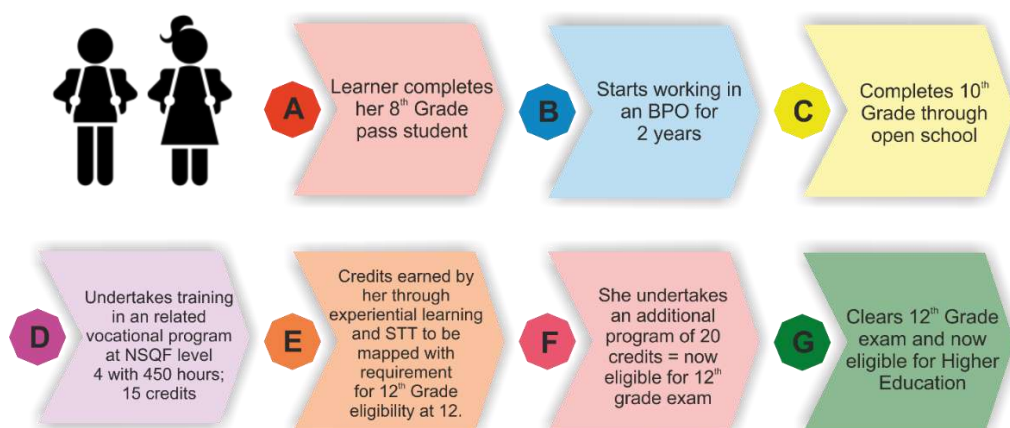 A
Learner completes
her 8th Grade
pass student
B
Starts working in
an BPO for
2 years
C
Completes 10th
Grade through
open school
D
Undertakes training
in an related
vocational program
at NSQF level
4 with 450 hours;
15 credits
E
Credits earned by
her through
experiential learning
and STT to be
mapped with
requirement
for 12th Grade
eligibility at 12.
F
She undertakes
an additional
program of 20
credits = now
eligible for 12th
grade exam
G
Clears 12th Grade
exam and now
eligible for Higher
Education